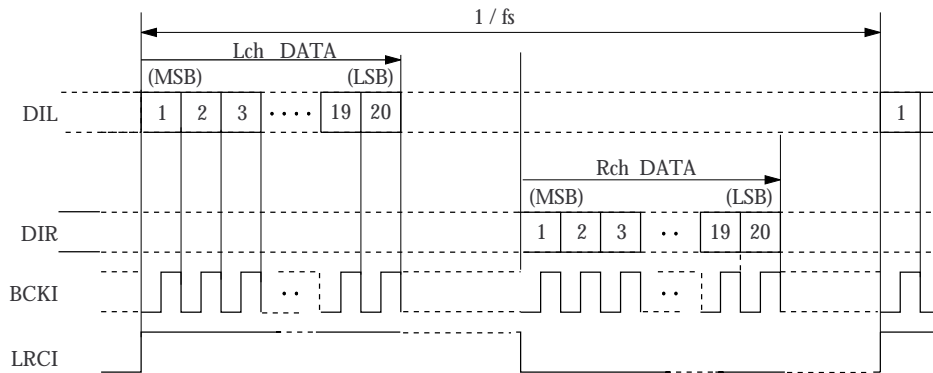 1 / fs
Lch DATA
(MSB) (LSB)
DIL 1 2 3 ···· 19 20 1
Rch DATA
(MSB) (LSB)
DIR 1 2 3 ·· 19 20
BCKI ·· ··
LRCI